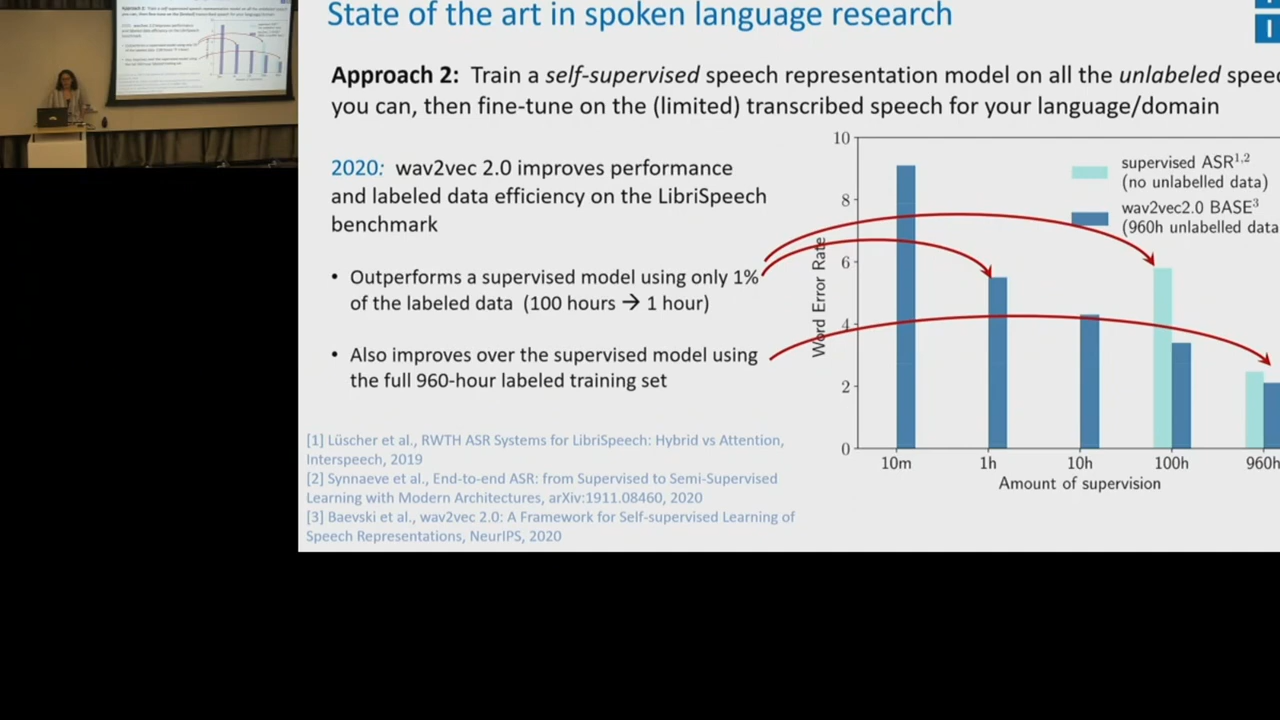 State of the art in spoken language research
Approach 2: Train a self-supervised speech representation model on all the unlabeled speec
you can, then fine-tune on the (limited) transcribed speech for your language/domain
2020: wav2vec 2.0 improves performance
and labeled data efficiency on the LibriSpeech
benchmark
• Outperforms a supervised model using only 1%
of the labeled data (100 hours → 1 hour)
• Also improves over the supervised model using
the full 960-hour labeled training set
[1] Lüscher et al., RWTH ASR Systems for LibriSpeech: Hybrid vs Attention,
Interspeech, 2019
[2] Synnaeve et al., End-to-end ASR: from Supervised to Semi-Supervised
Learning with Modern Architectures, arXiv:1911.08460, 2020
[3] Baevski et al., wav2vec 2.0: A Framework for Self-supervised Learning of
Speech Representations, NeurIPS, 2020
supervised ASR1,2
(no unlabelled data)
wav2vec2.0 BASE3
(960h unlabelled data
Word Error Rate
10
8
6
4
2
0
10m 1h 10h 100h 960h
Amount of supervision